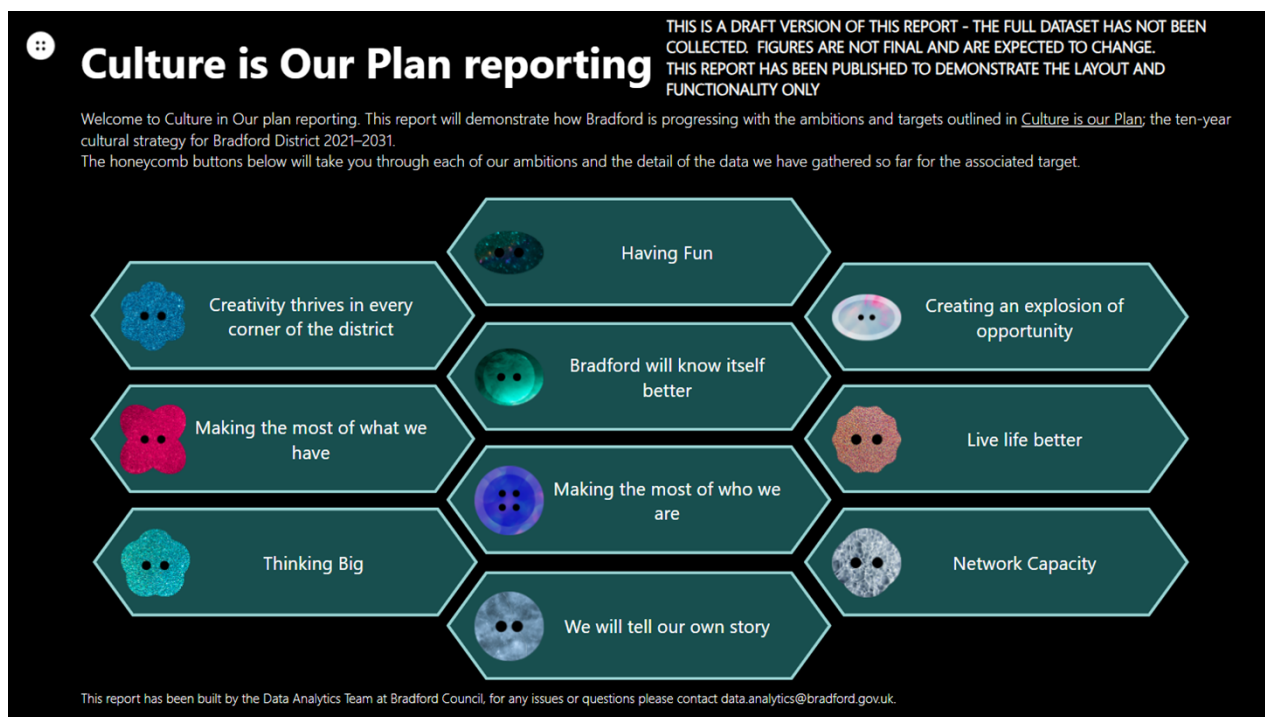 Culture is Our Plan reporting
THIS IS A DRAFT VERSION OF THIS REPORT - THE FULL DATASET HAS NOT BEEN
COLLECTED. FIGURES ARE NOT FINAL AND ARE EXPECTED TO CHANGE.
THIS REPORT HAS BEEN PUBLISHED TO DEMONSTRATE THE LAYOUT AND
FUNCTIONALITY ONLY
Welcome to Culture in Our plan reporting. This report will demonstrate how Bradford is progressing with the ambitions and targets outlined in Culture is our Plan; the ten-year
cultural strategy for Bradford District 2021–2031.
The honeycomb buttons below will take you through each of our ambitions and the detail of the data we have gathered so far for the associated target.
Having Fun
Creativity thrives in every
corner of the district
Creating an explosion of
opportunity
Bradford will know itself
better
Making the most of what we
have
Live life better
Making the most of who we
are
Thinking Big
Network Capacity
We will tell our own story
This report has been built by the Data Analytics Team at Bradford Council, for any issues or questions please contact data.analytics@bradford.gov.uk.